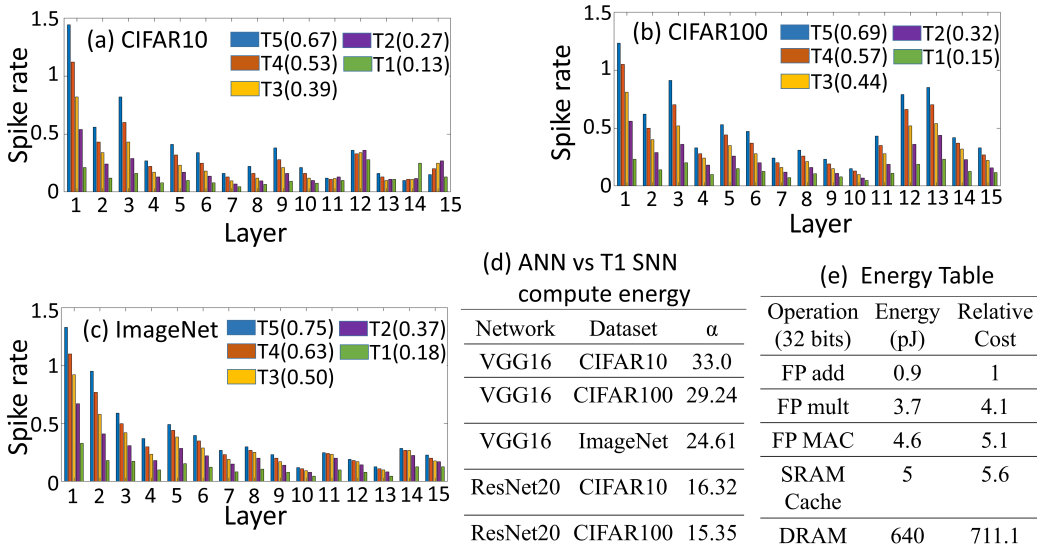 (a) CIFAR10
T5(0.67) T2(0.27)
T4(0.53) T1(0.13)
T3(0.39)
Spike rate
1.5
1
0.5
0
1 2 3 4 5 6 7 8 9 10 11 12 13 14 15
Layer
(b) CIFAR100
T5(0.69) T2(0.32)
T4(0.57) T1(0.15)
T3(0.44)
Spike rate
1.5
1
0.5
0
1 2 3 4 5 6 7 8 9 10 11 12 13 14 15
Layer
(c) ImageNet
T5(0.75) T2(0.37)
T4(0.63) T1(0.18)
T3(0.50)
Spike rate
1.5
1
0.5
0
1 2 3 4 5 6 7 8 9 10 11 12 13 14 15
Layer
(d) ANN vs T1 SNN
compute energy
Network Dataset α
VGG16 CIFAR10 33.0
VGG16 CIFAR100 29.24
VGG16 ImageNet 24.61
ResNet20 CIFAR10 16.32
ResNet20 CIFAR100 15.35
(e) Energy Table
Operation Energy Relative
(32 bits) (pJ) Cost
FP add 0.9 1
FP mult 3.7 4.1
FP MAC 4.6 5.1
SRAM 5 5.6
Cache
DRAM 640 711.1